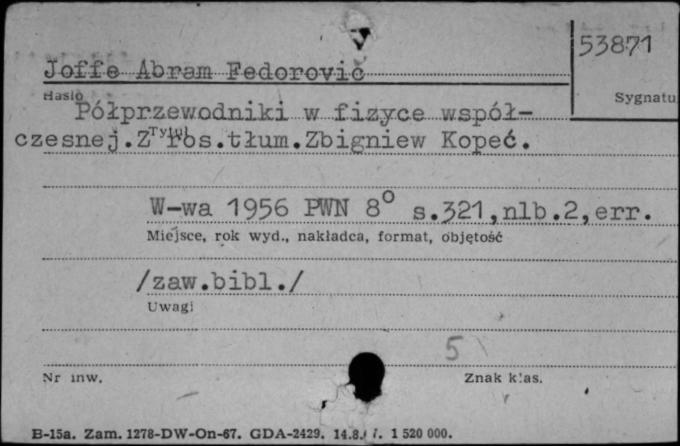 53871
Joffe Abram Fedorovič
Hasło
Sygnatu
Półprzewodniki w fizyce współ-
czesnej.Z ros.tłum.Zbigniew Kopeć.
Tytuł
W-wa 1956 PWN 8° s.321,nlb.2,err.
Miejsce, rok wyd., nakładca, format, objętość
/zaw.bibl./
Uwagi
5
Nr inw.
Znak klas.
B-15a. Zam. 1278-DW-On-67. GDA-2429. 1 520 000.